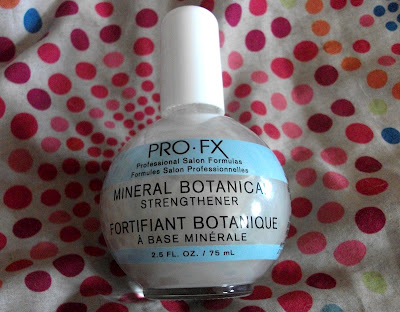 PRO·FX
Professional Salon Formulas
Formules Salon Professionnelles
MINERAL BOTANICA
STRENGTHENER
FORTIFIANT BOTANIQUE
À BASE MINÉRALE
2.5 FL. OZ. / 75 mL